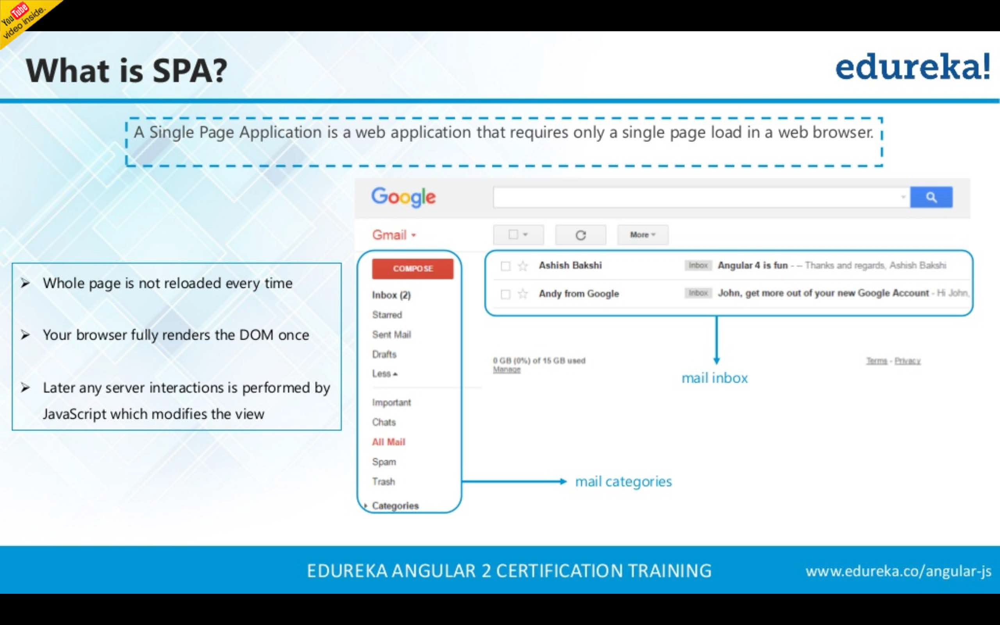 YouTube
video inside.
What is SPA?
edureka!
A Single Page Application is a web application that requires only a single page load in a web browser.
Whole page is not reloaded every time
Your browser fully renders the DOM once
Later any server interactions is performed by
JavaScript which modifies the view
Google
Gmail
More
COMPOSE
Inbox (2)
Starred
Sent Mail
Drafts
Less
Important
Chats
All Mail
Spam
Trash
Categories
Ashish Bakshi Inbox Angular 4 is fun - – Thanks and regards, Ashish Bakshi
Andy from Google Inbox John, get more out of your new Google Account - Hi John,
0 GB (0%) of 15 GB used
Manage
Terms - Privacy
mail inbox
mail categories
EDUREKA ANGULAR 2 CERTIFICATION TRAINING
www.edureka.co/angular-js